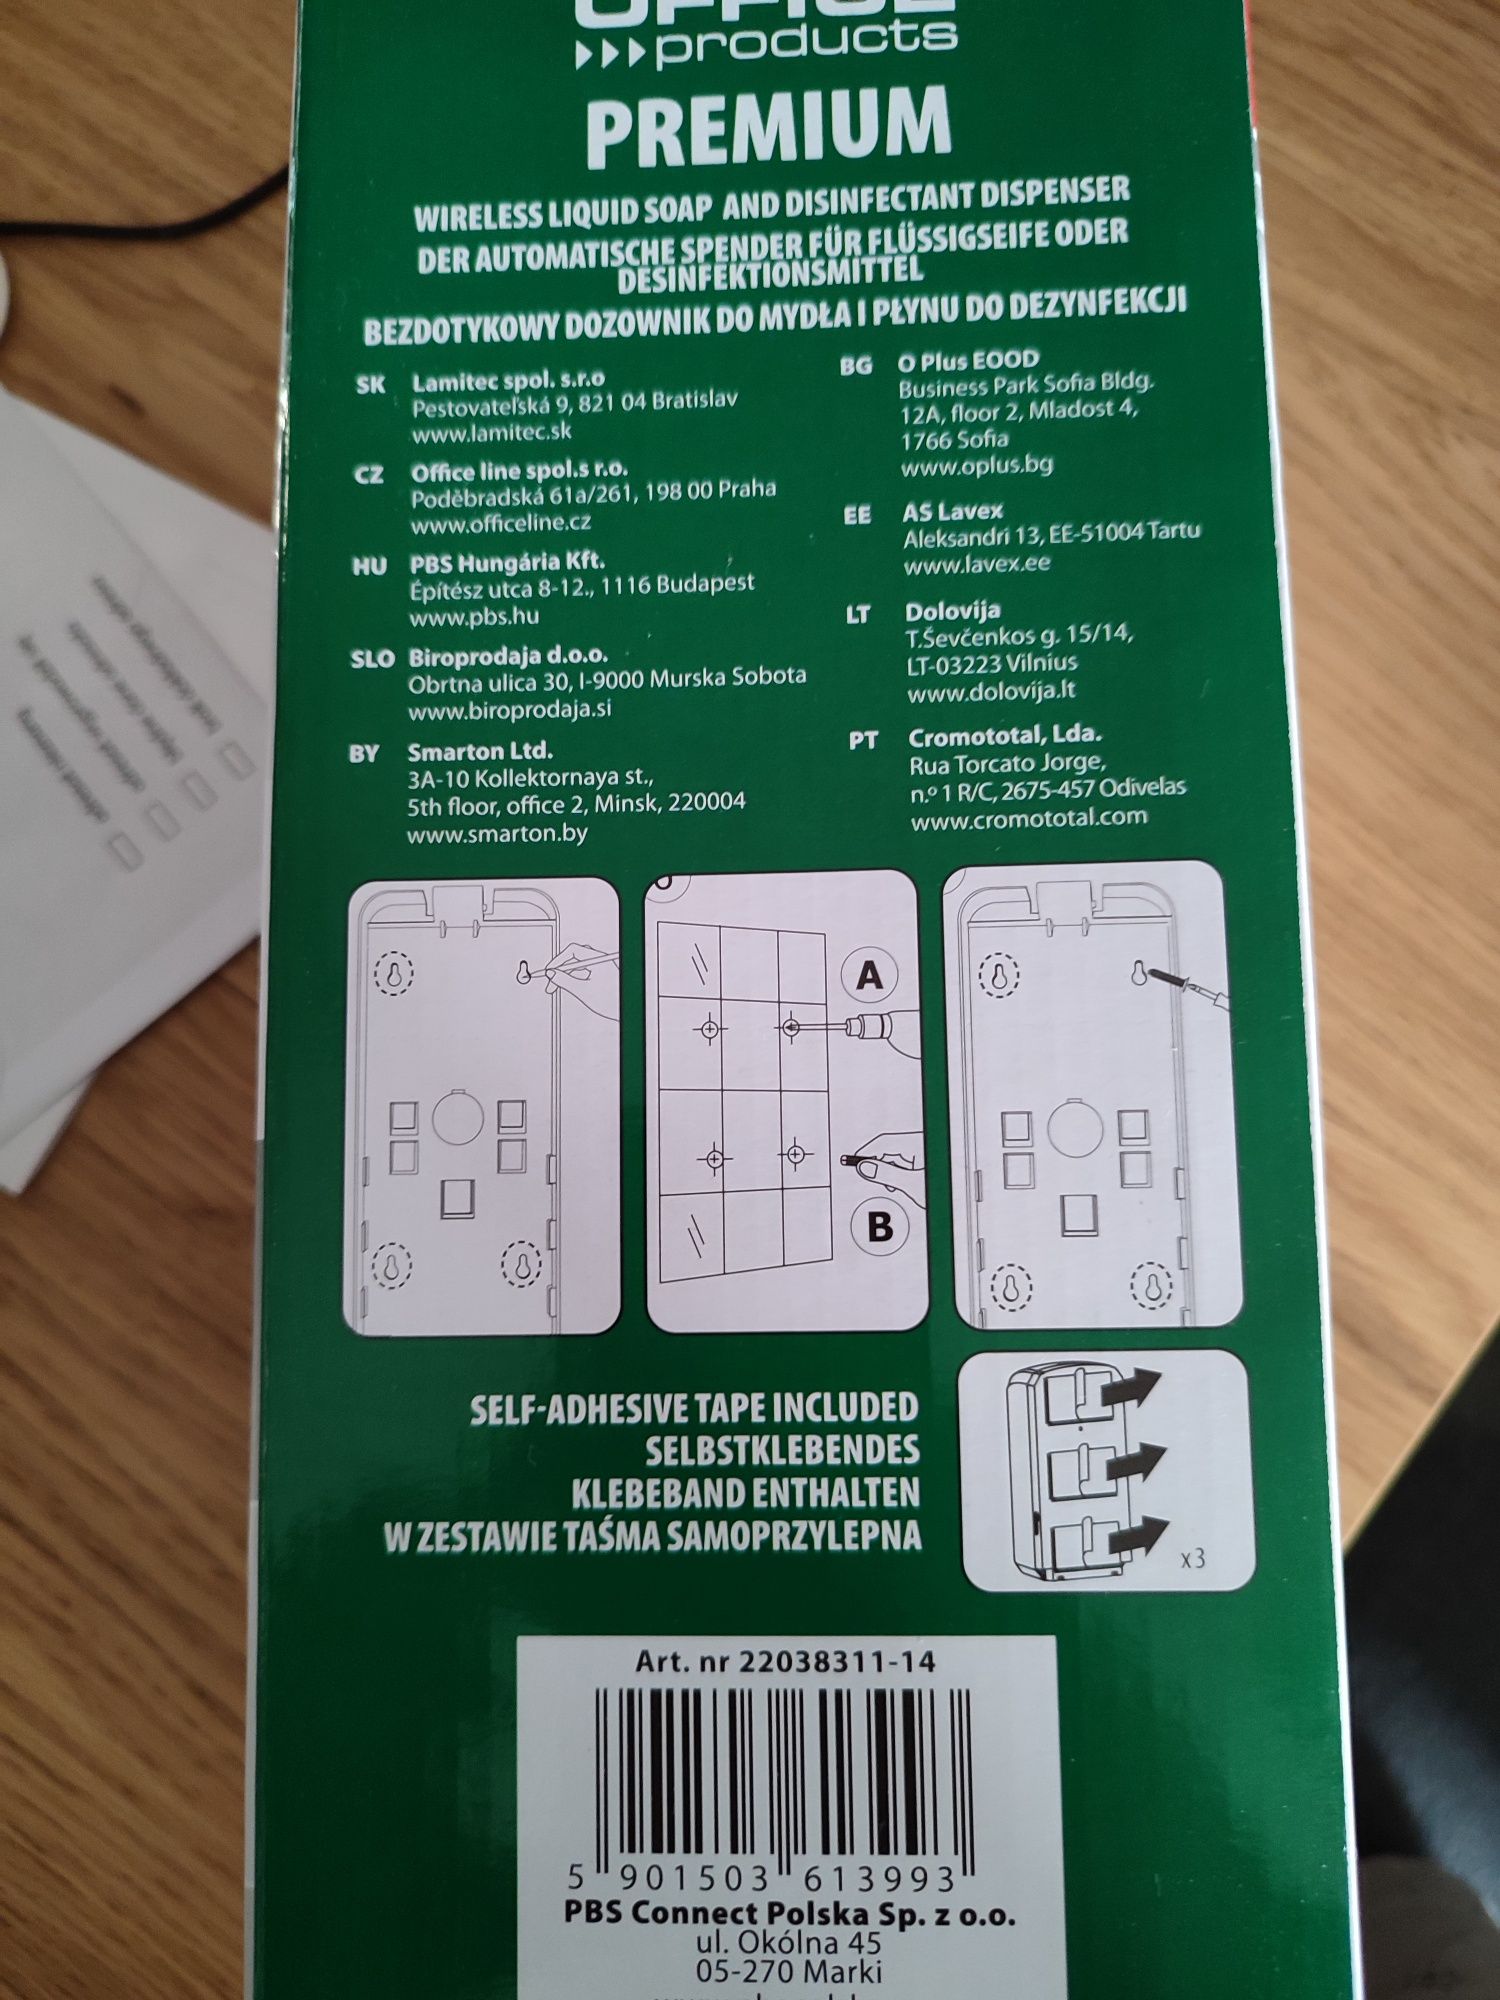 OFFICE
products
PREMIUM
WIRELESS LIQUID SOAP AND DISINFECTANT DISPENSER
DER AUTOMATISCHE SPENDER FÜR FLÜSSIGSEIFE ODER
DESINFEKTIONSMITTEL
BEZDOTYKOWY DOZOWNIK DO MYDŁA I PŁYNU DO DEZYNFEKCJI
SK Lamitec spol. s.r.o
Pestovateľská 9, 821 04 Bratislav
www.lamitec.sk
CZ Office line spol.s r.o.
Poděbradská 61a/261, 198 00 Praha
www.officeline.cz
HU PBS Hungária Kft.
Építész utca 8-12., 1116 Budapest
www.pbs.hu
SLO Biroprodaja d.o.o.
Obrtna ulica 30, I-9000 Murska Sobota
www.biroprodaja.si
BY Smarton Ltd.
3A-10 Kollektornaya st.,
5th floor, office 2, Minsk, 220004
www.smarton.by
BG O Plus EOOD
Business Park Sofia Bldg.
12A, floor 2, Mladost 4,
1766 Sofia
www.oplus.bg
EE AS Lavex
Aleksandri 13, EE-51004 Tartu
www.lavex.ee
LT Dolovija
T.Ševčenkos g. 15/14,
LT-03223 Vilnius
www.dolovija.lt
PT Cromototal, Lda.
Rua Torcato Jorge,
n.º 1 R/C, 2675-457 Odivelas
www.cromototal.com
A
B
SELF-ADHESIVE TAPE INCLUDED
SELBSTKLEBENDES
KLEBEBAND ENTHALTEN
W ZESTAWIE TAŚMA SAMOPRZYLEPNA
x3
Art. nr 22038311-14
5 901503 613993
PBS Connect Polska Sp. z o.o.
ul. Okólna 45
05-270 Marki